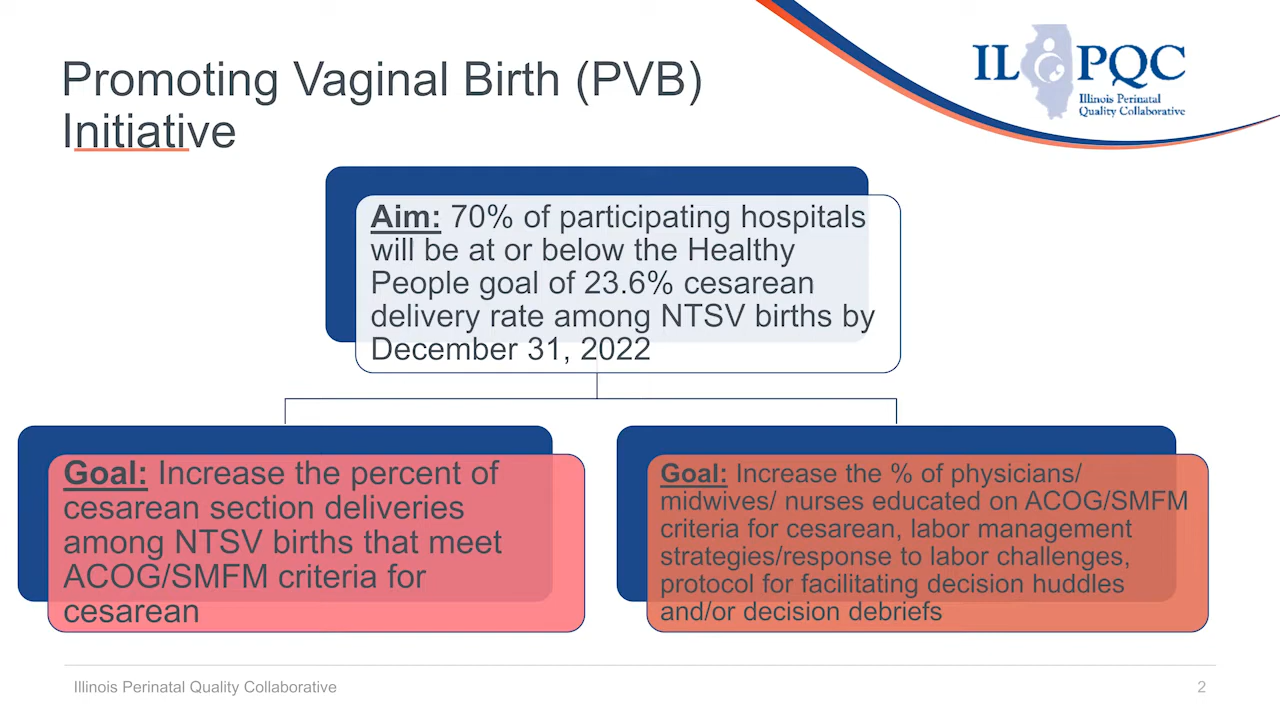 Promoting Vaginal Birth (PVB)
Initiative
IL PQC
Illinois Perinatal
Quality Collaborative
Aim: 70% of participating hospitals
will be at or below the Healthy
People goal of 23.6% cesarean
delivery rate among NTSV births by
December 31, 2022
Goal: Increase the percent of
cesarean section deliveries
among NTSV births that meet
ACOG/SMFM criteria for
cesarean
Goal: Increase the % of physicians/
midwives/ nurses educated on ACOG/SMFM
criteria for cesarean, labor management
strategies/response to labor challenges,
protocol for facilitating decision huddles
and/or decision debriefs
Illinois Perinatal Quality Collaborative
2